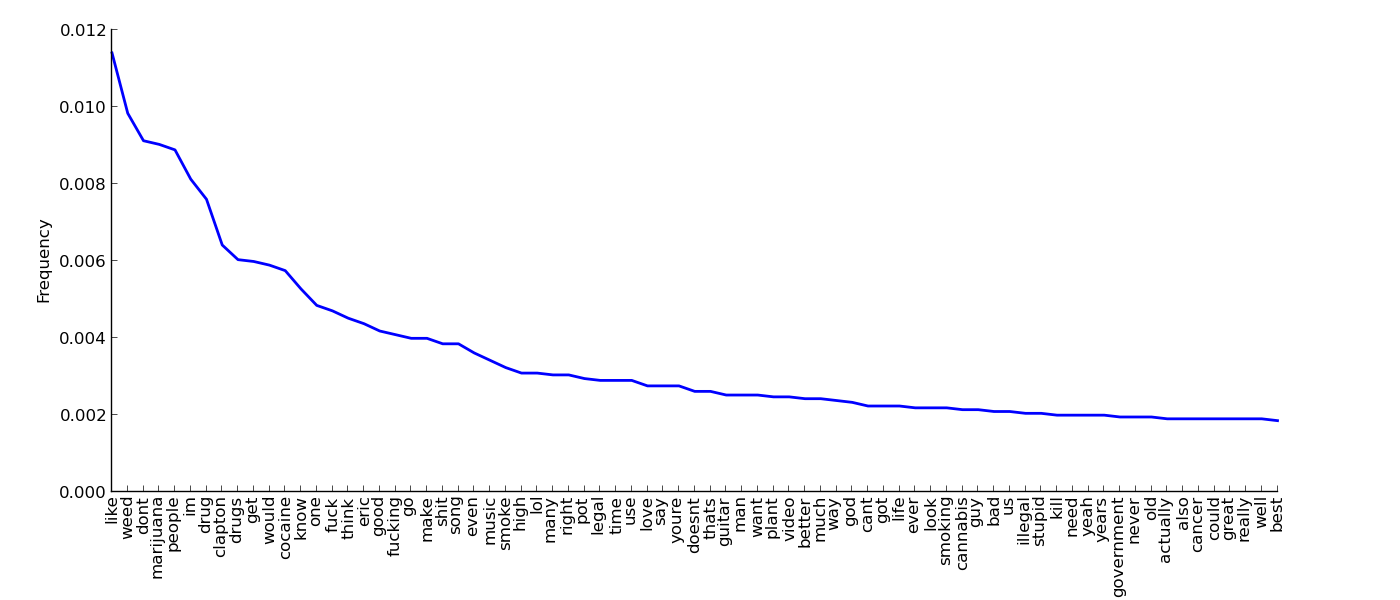 0.012
0.010
0.008
0.006
0.004
0.002
0.000
Frequency
like
weed
dont
marijuana
people
im
drug
clapton
drugs
get
would
cocaine
know
one
fuck
think
eric
good
fucking
go
make
shit
song
even
music
smoke
high
lol
many
right
pot
legal
time
use
love
say
youre
doesnt
thats
guitar
man
want
plant
video
better
much
way
god
cant
got
life
ever
look
smoking
cannabis
guy
bad
us
illegal
stupid
kill
need
yeah
years
government
never
old
actually
also
cancer
could
great
really
well
best